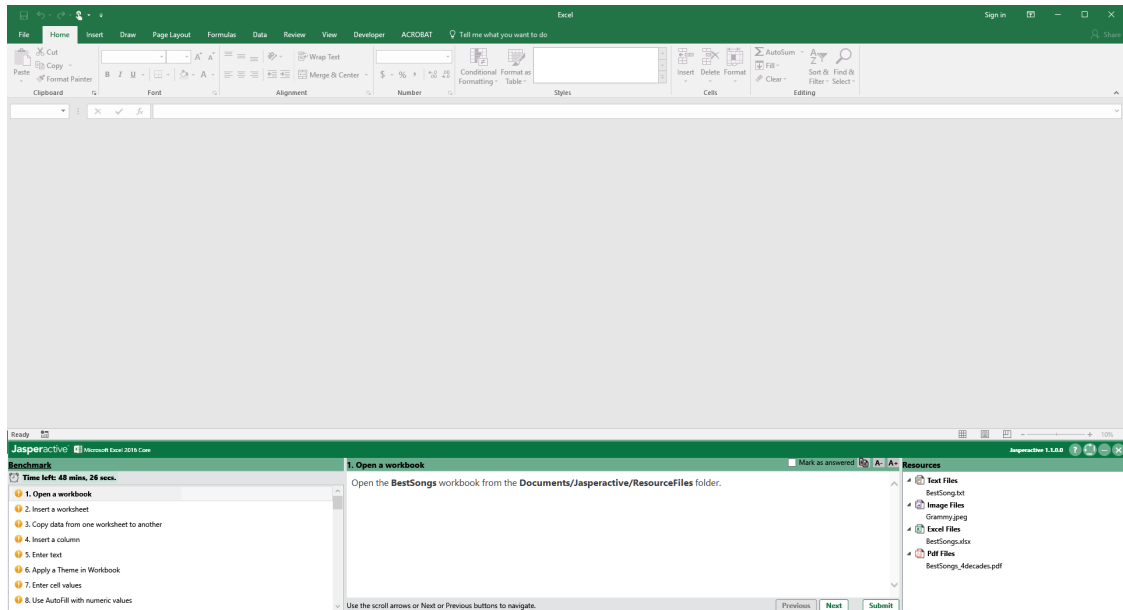 Excel
Sign in
File Home Insert Draw Page Layout Formulas Data Review View Developer ACROBAT Tell me what you want to do
Share
Paste
Cut
Copy
Format Painter
Clipboard
B I U
A A
A
Font
Wrap Text
Merge & Center
Alignment
$ % ,
Number
Conditional Formatting
Format as Table
Styles
Insert Delete Format
Cells
AutoSum
Fill
Clear
Sort & Filter
Find & Select
Editing
fx
Ready
10%
Jasperactive Microsoft Excel 2016 Core
Jasperactive 1.1.0.0
Benchmark
Time left: 48 mins, 26 secs.
1. Open a workbook
2. Insert a worksheet
3. Copy data from one worksheet to another
4. Insert a column
5. Enter text
6. Apply a Theme in Workbook
7. Enter cell values
8. Use AutoFill with numeric values
1. Open a workbook
Mark as answered A- A+
Open the BestSongs workbook from the Documents/Jasperactive/ResourceFiles folder.
Use the scroll arrows or Next or Previous buttons to navigate.
Previous Next Submit
Resources
Text Files
BestSong.txt
Image Files
Grammy.jpeg
Excel Files
BestSongs.xlsx
Pdf Files
BestSongs_4decades.pdf